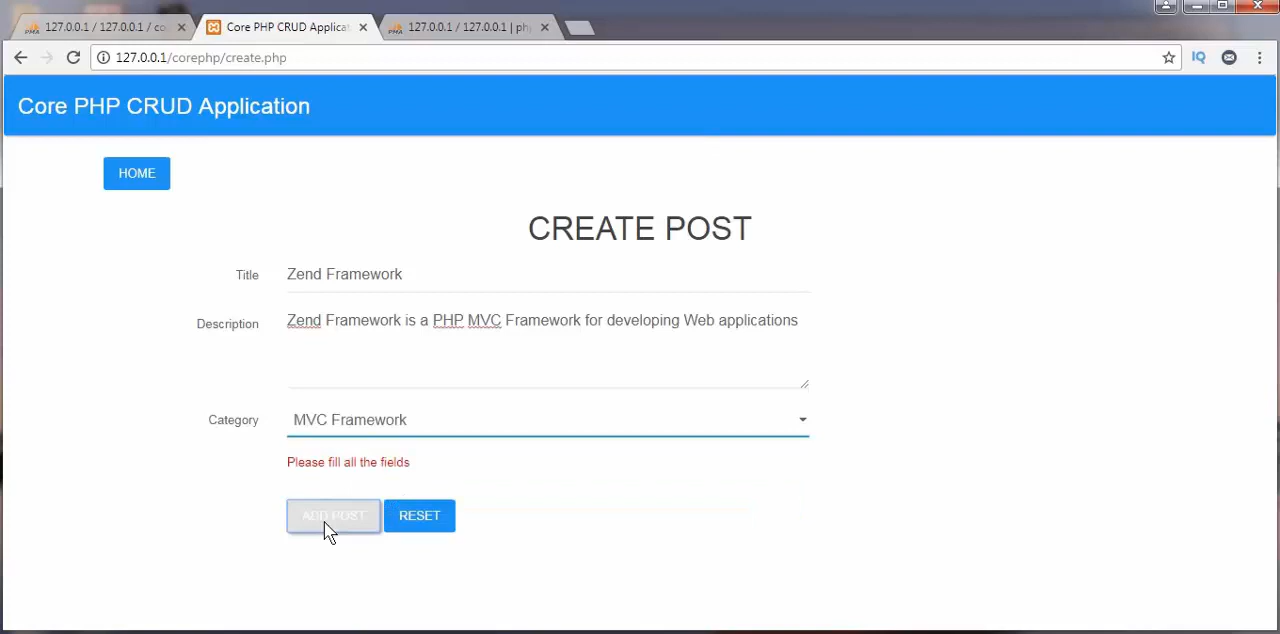 127.0.0.1 / 127.0.0.1 / co
Core PHP CRUD Applica
127.0.0.1 / 127.0.0.1 | ph
127.0.0.1/corephp/create.php
IQ
Core PHP CRUD Application
HOME
CREATE POST
Title
Zend Framework
Description
Zend Framework is a PHP MVC Framework for developing Web applications
Category
MVC Framework
Please fill all the fields
ADD POST
RESET